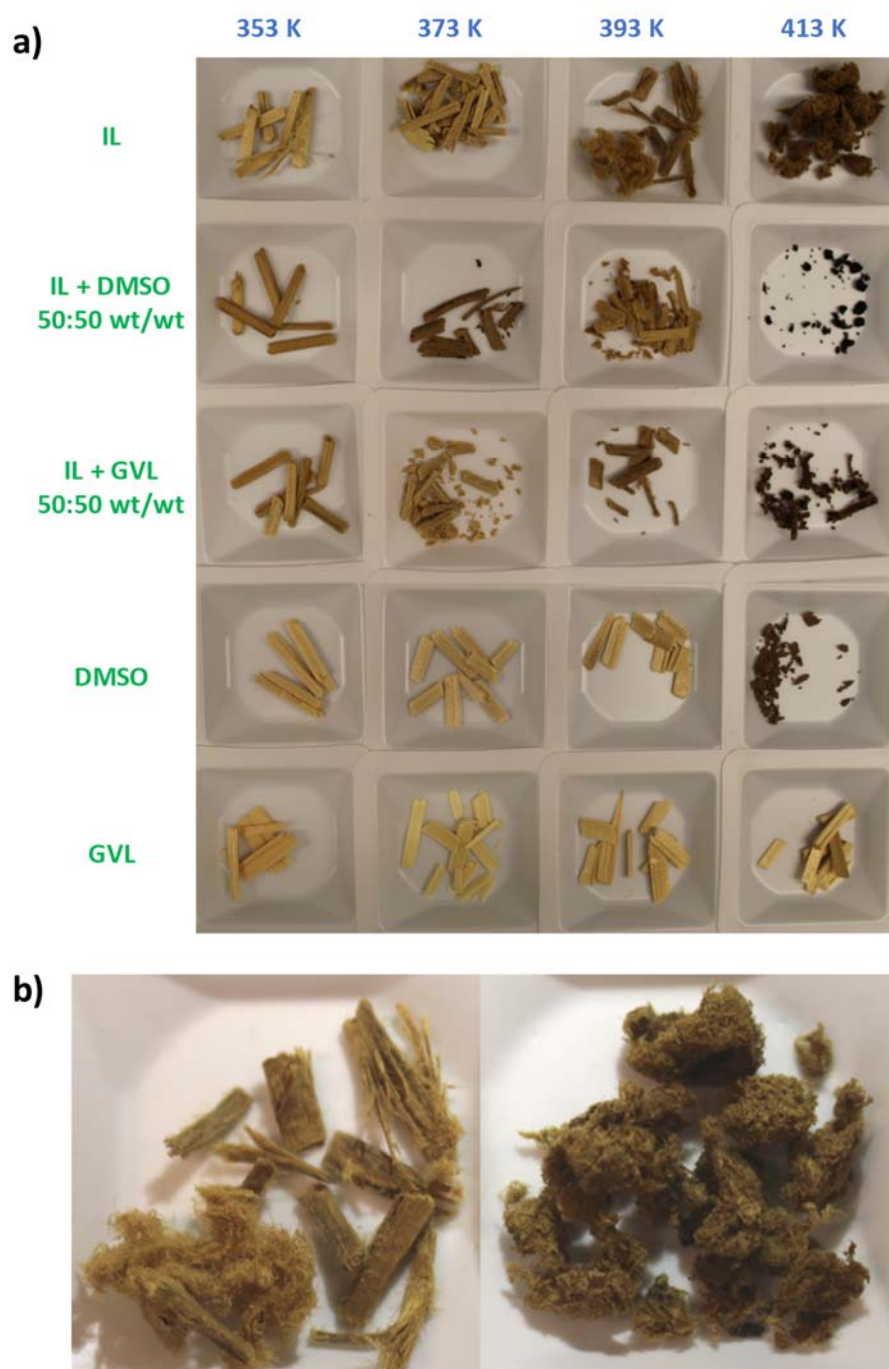 a)
353 K 373 K 393 K 413 K
IL
IL + DMSO
50:50 wt/wt
IL + GVL
50:50 wt/wt
DMSO
GVL
b)